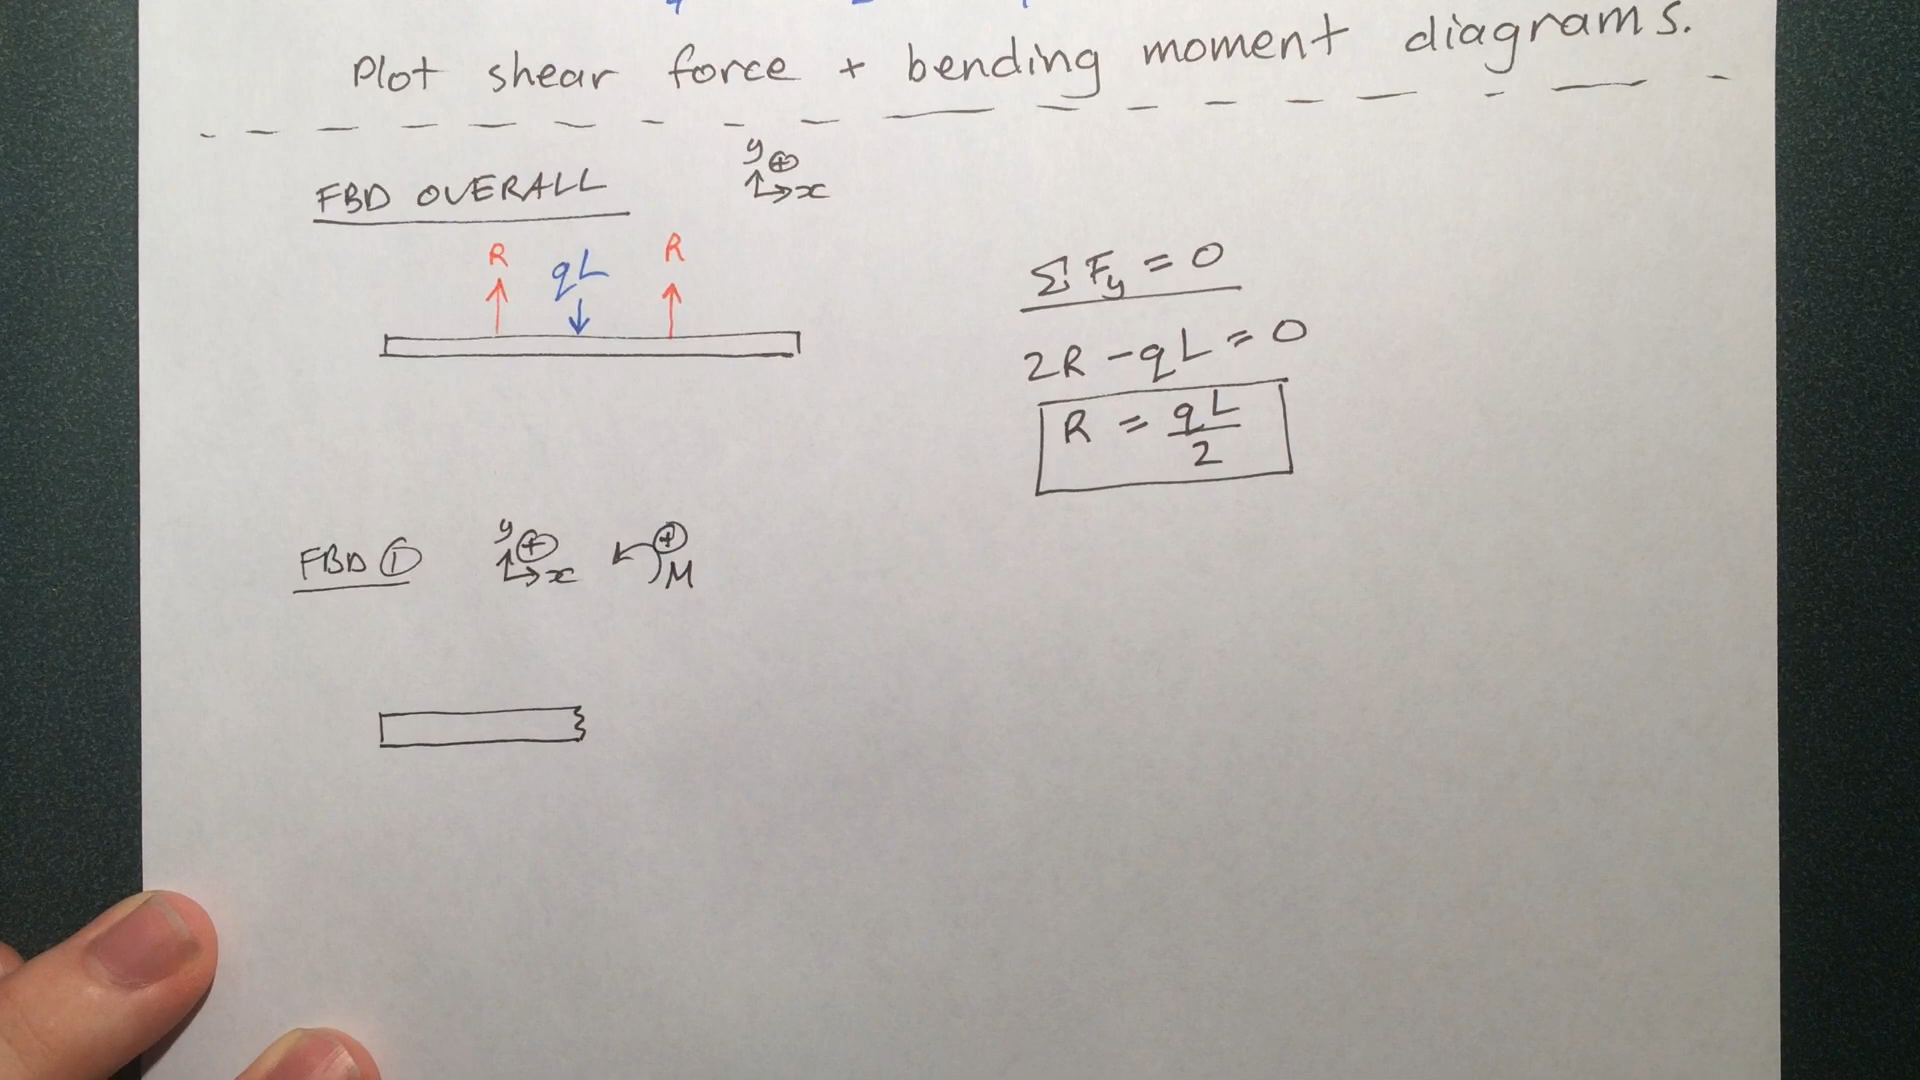 Plot shear force + bending moment diagrams.
FBD OVERALL
y + x
R qL R
ΣFy = 0
2R - qL = 0
R = qL/2
FBD ①
y + x
+ M